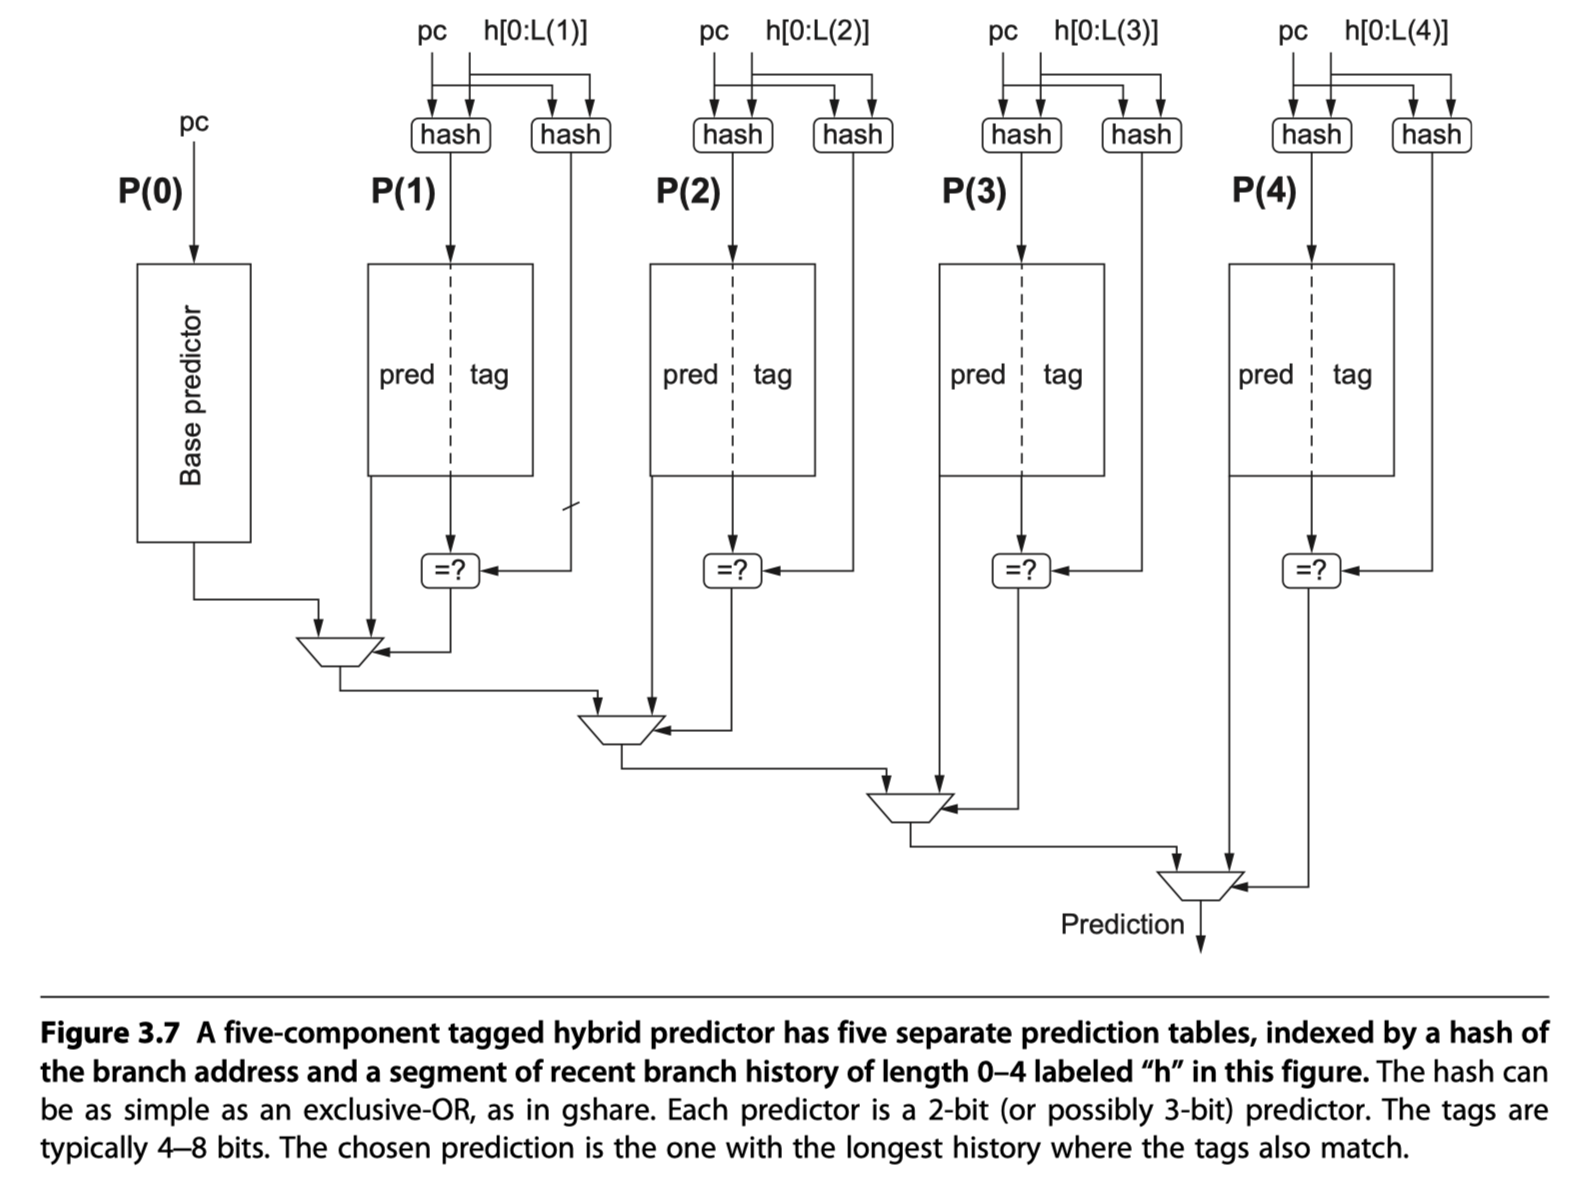 pc h[0:L(1)] pc h[0:L(2)] pc h[0:L(3)] pc h[0:L(4)]
pc
hash hash hash hash hash hash hash hash
P(0) P(1) P(2) P(3) P(4)
Base predictor
pred tag pred tag pred tag pred tag
=? =? =? =?
Prediction
Figure 3.7 A five-component tagged hybrid predictor has five separate prediction tables, indexed by a hash of
the branch address and a segment of recent branch history of length 0–4 labeled “h” in this figure. The hash can
be as simple as an exclusive-OR, as in gshare. Each predictor is a 2-bit (or possibly 3-bit) predictor. The tags are
typically 4–8 bits. The chosen prediction is the one with the longest history where the tags also match.